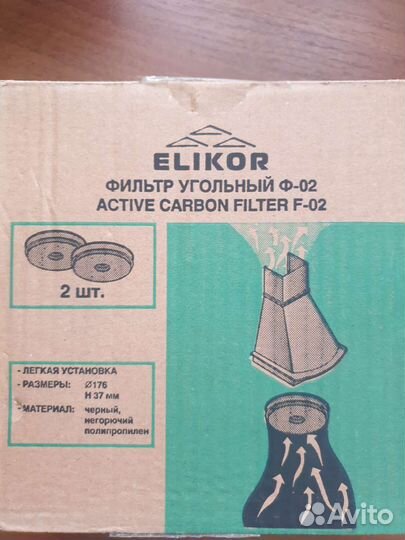 ELIKOR
ФИЛЬТР УГОЛЬНЫЙ Ф-02
ACTIVE CARBON FILTER F-02
2 шт.
- ЛЕГКАЯ УСТАНОВКА
- РАЗМЕРЫ: Ø176
H 37 мм
- МАТЕРИАЛ: черный,
негорючий
полипропилен
Avito